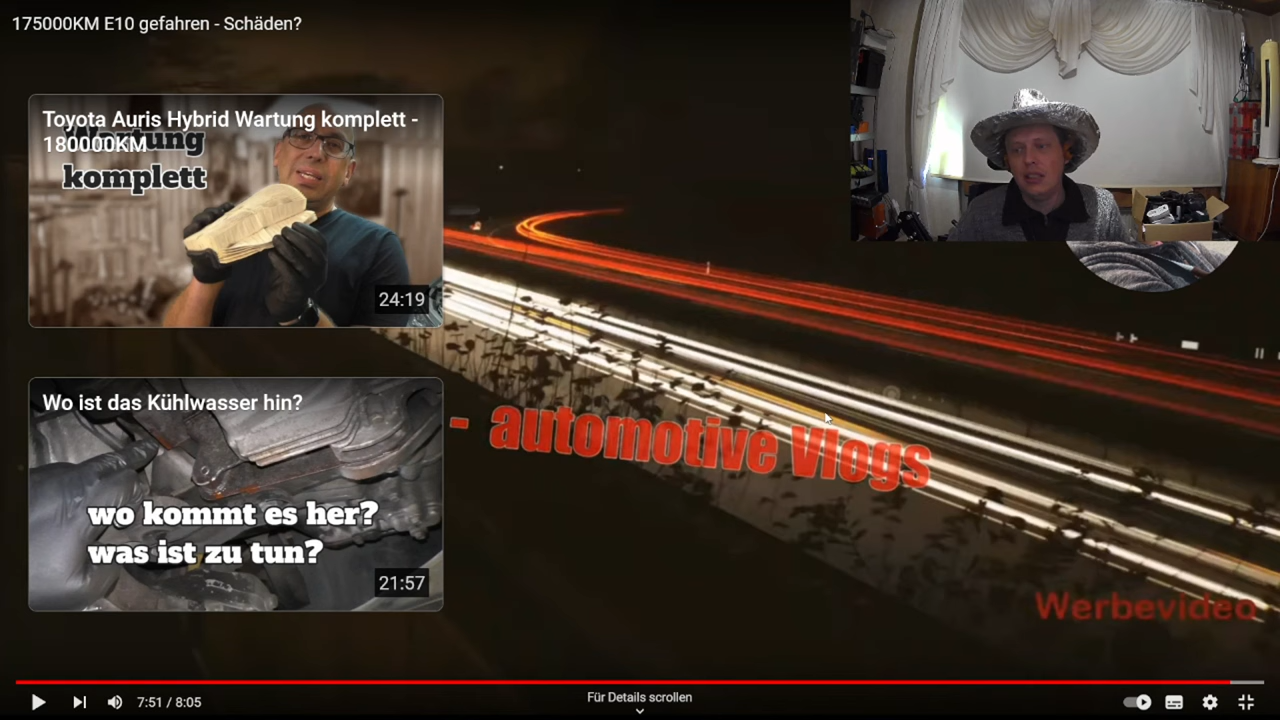 175000KM E10 gefahren - Schäden?
Toyota Auris Hybrid Wartung komplett -
180000KM
Wartung
komplett
24:19
Wo ist das Kühlwasser hin?
wo kommt es her?
was ist zu tun?
21:57
- automotive Vlogs
Werbevideo
7:51 / 8:05
Für Details scrollen